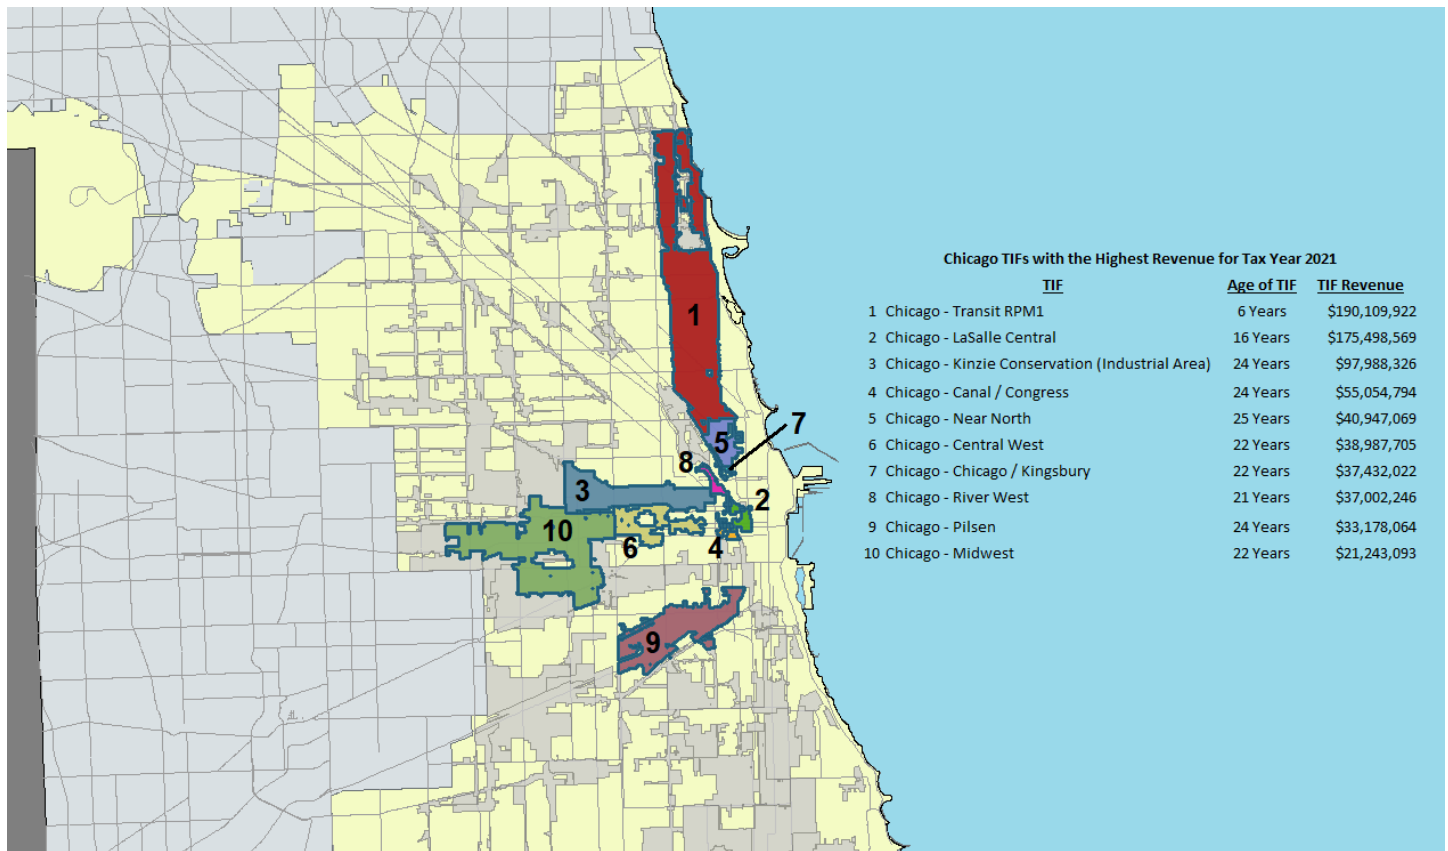 1
5
7
8
3
2
10
6
4
9
Chicago TIFs with the Highest Revenue for Tax Year 2021
TIF Age of TIF TIF Revenue
1 Chicago - Transit RPM1 6 Years $190,109,922
2 Chicago - LaSalle Central 16 Years $175,498,569
3 Chicago - Kinzie Conservation (Industrial Area) 24 Years $97,988,326
4 Chicago - Canal / Congress 24 Years $55,054,794
5 Chicago - Near North 25 Years $40,947,069
6 Chicago - Central West 22 Years $38,987,705
7 Chicago - Chicago / Kingsbury 22 Years $37,432,022
8 Chicago - River West 21 Years $37,002,246
9 Chicago - Pilsen 24 Years $33,178,064
10 Chicago - Midwest 22 Years $21,243,093